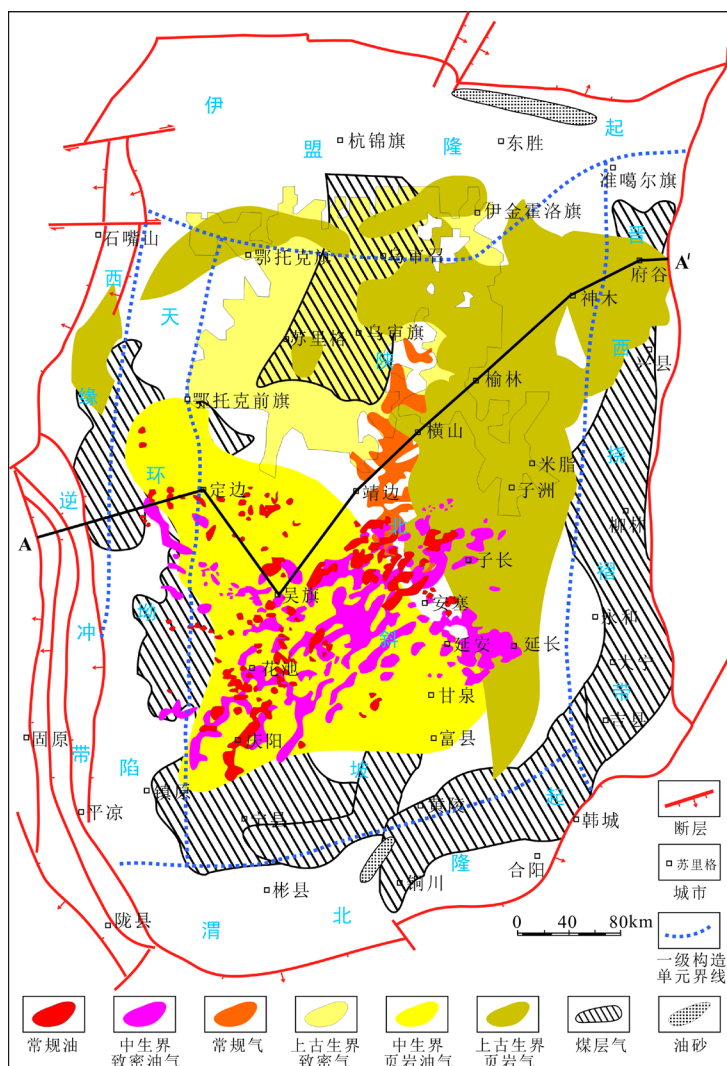 伊
盟
隆
起
杭锦旗
东胜
准噶尔旗
伊金霍洛旗
石嘴山
鄂托克旗
乌审召
晋
府谷
A'
西
天
神木
苏里格
乌审旗
陕
西
兴县
榆林
缘
鄂托克前旗
横山
挠
逆
环
定边
靖边
米脂
子洲
柳林
A
北
子长
褶
吴旗
安塞
永和
冲
坳
斜
延安
延长
大宁
花池
带
甘泉
吉县
固原
带
庆阳
富县
陷
坡
镇原
起
平凉
宁县
黄陵
韩城
断层
隆
合阳
苏里格
城市
彬县
铜川
陇县
渭
北
0 40 80km
一级构造
单元界线
常规油
中生界
致密油气
常规气
上古生界
致密气
中生界
页岩油气
上古生界
页岩气
煤层气
油砂